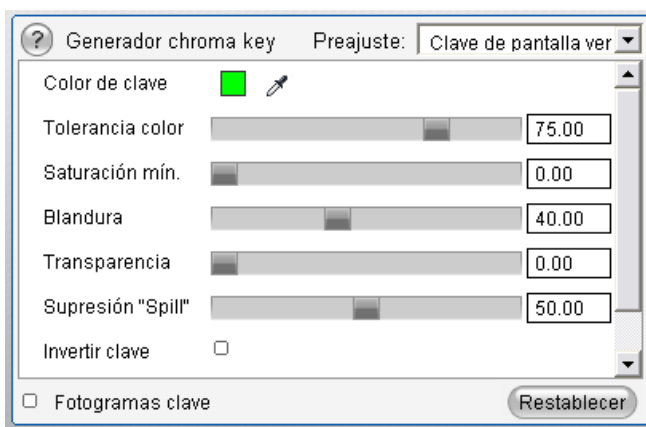 ? Generador chroma key Preajuste: Clave de pantalla ver
Color de clave
Tolerancia color 75.00
Saturación mín. 0.00
Blandura 40.00
Transparencia 0.00
Supresión "Spill" 50.00
Invertir clave
Fotogramas clave Restablecer